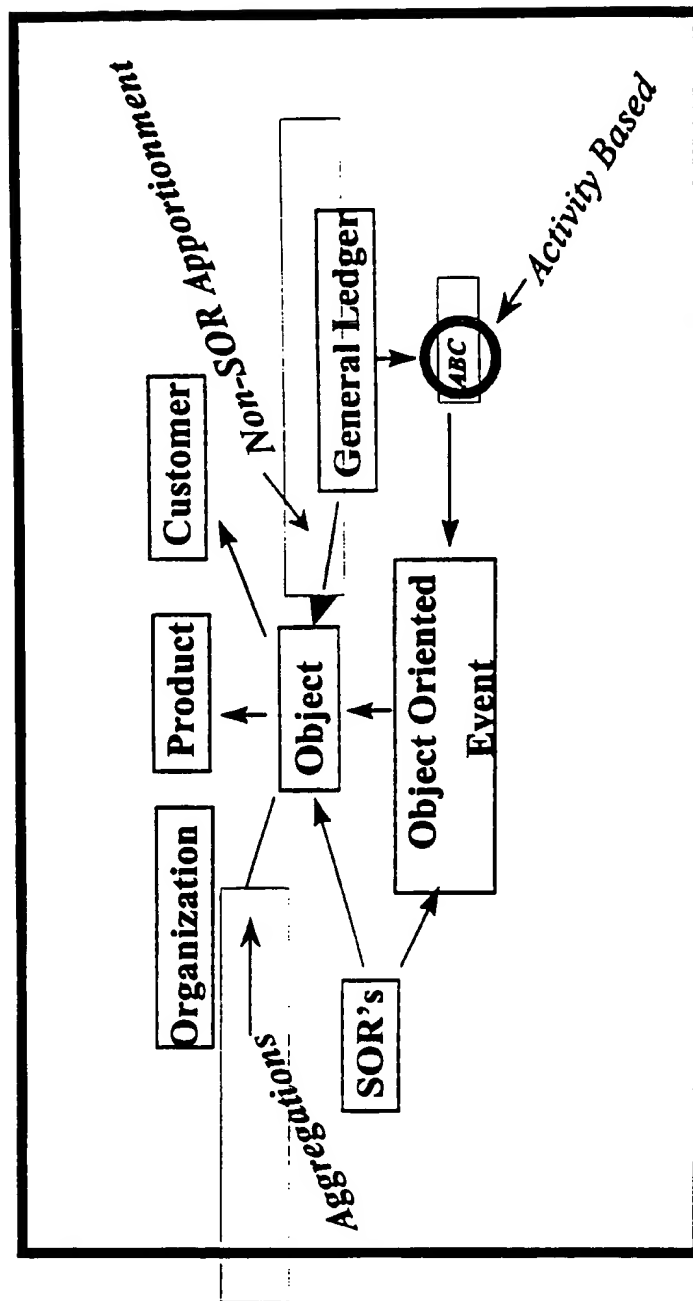 Organization
Product
Customer
Non-SOR Apportionment
Aggregations
Object
General Ledger
SOR's
Object Oriented
Event
ABC
Activity Based